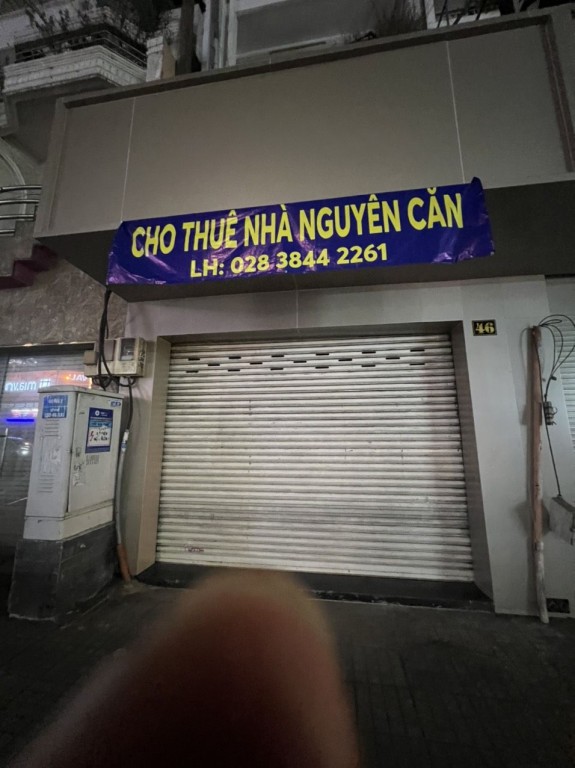 CHO THUÊ NHÀ NGUYÊN CĂN
LH: 028 3844 2261
46